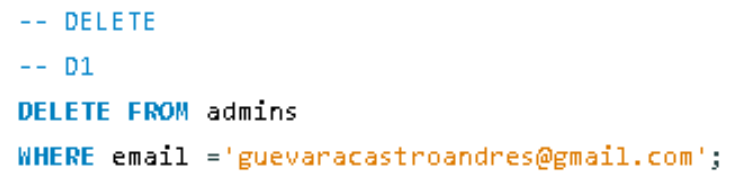 -- DELETE
-- D1
DELETE FROM admins
WHERE email ='guevaracastroandres@gmail.com';